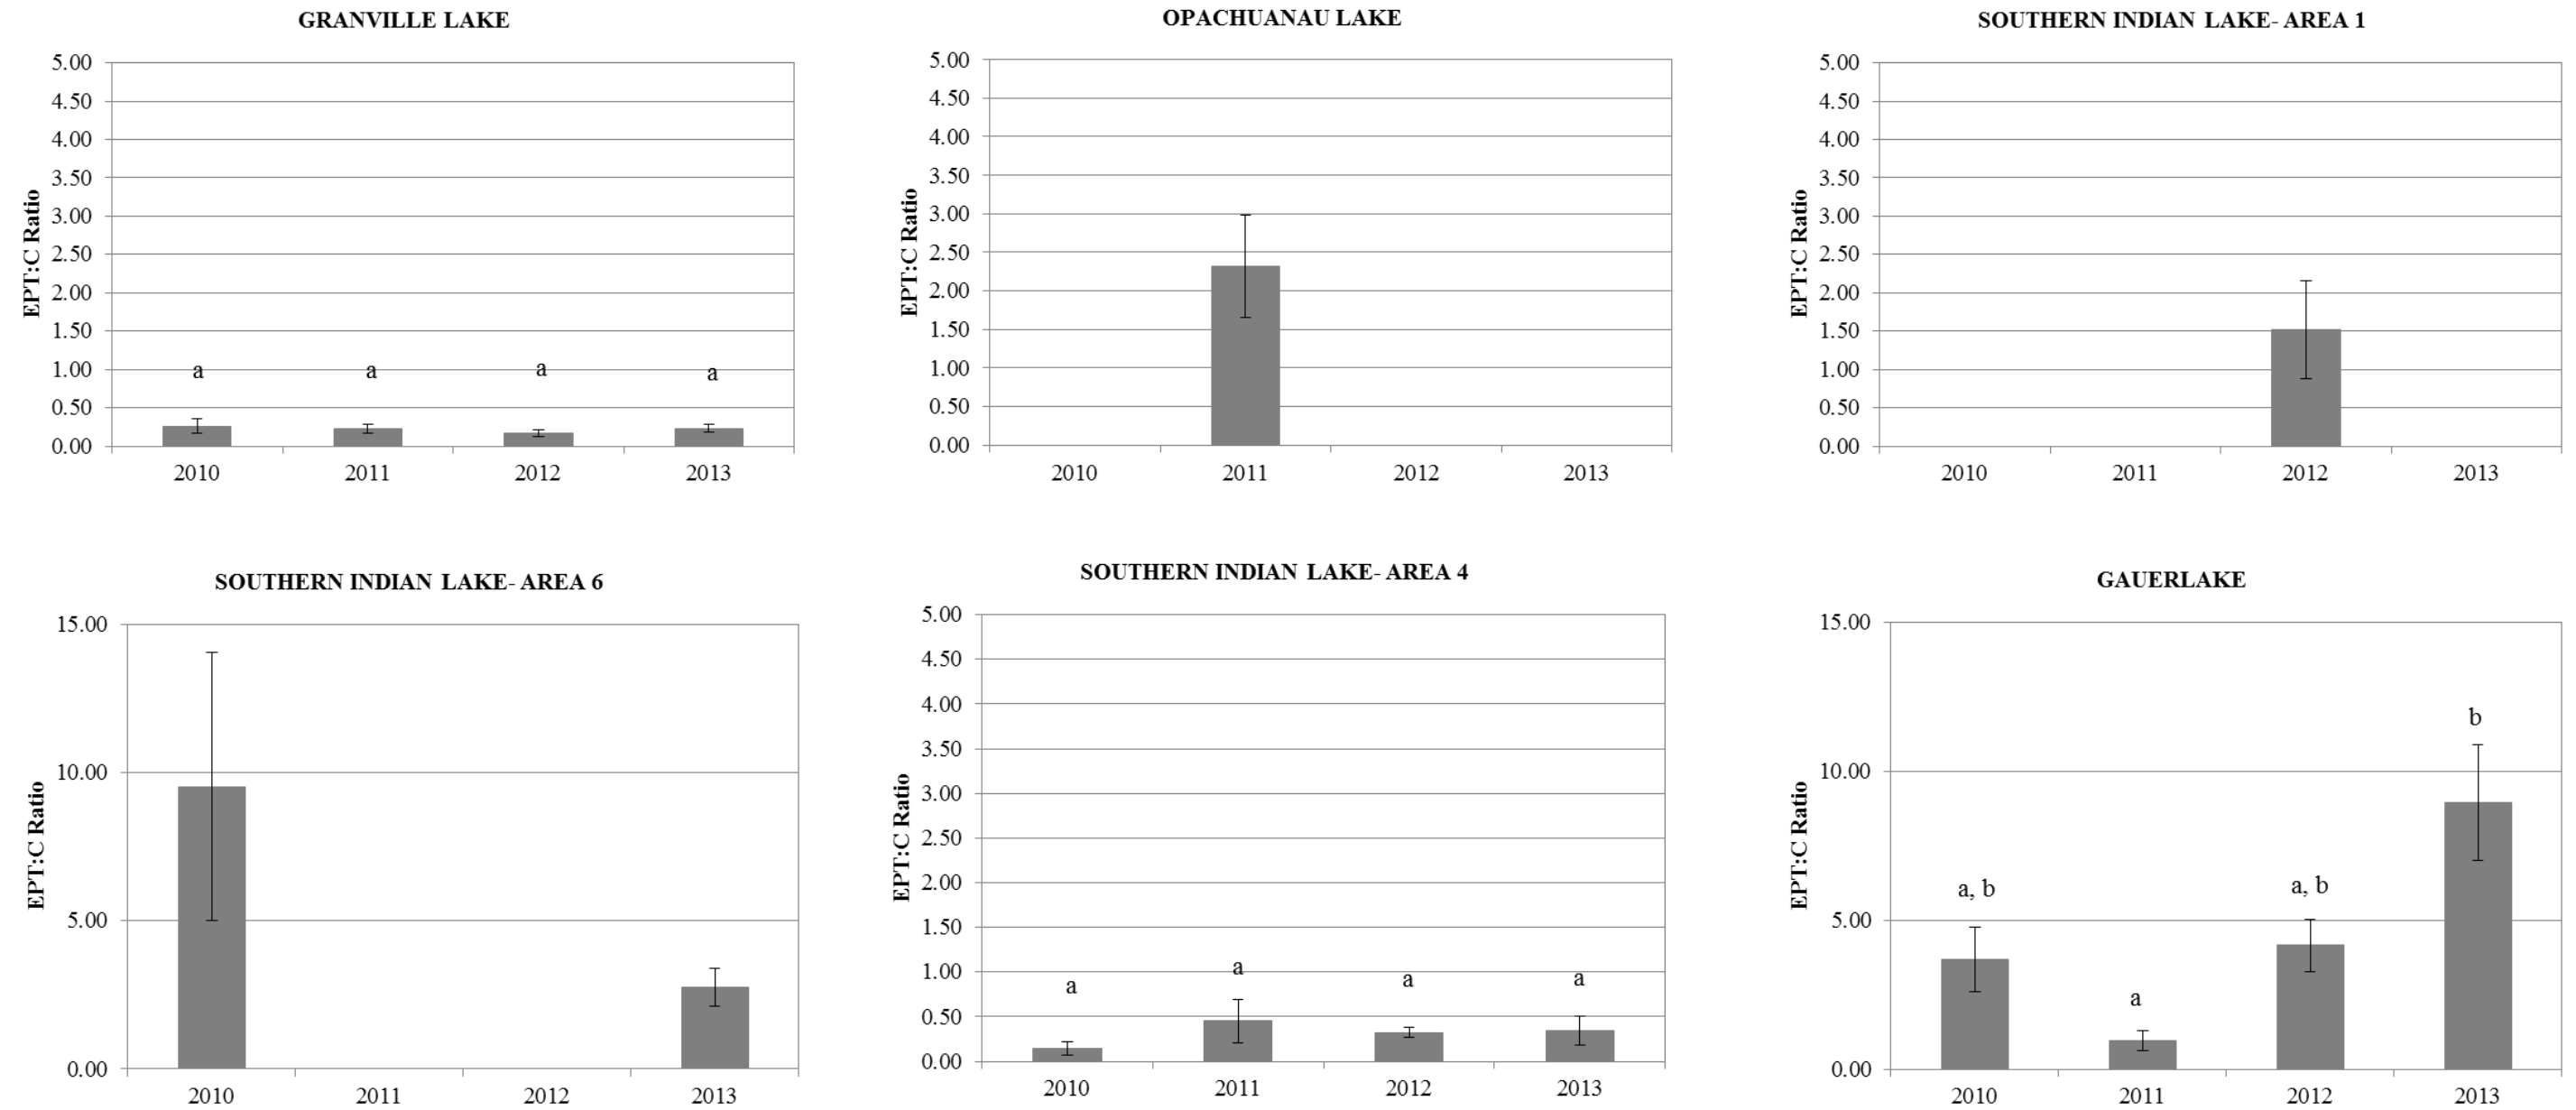 GRANVILLE LAKE
EPT:C Ratio
5.00
4.50
4.00
3.50
3.00
2.50
2.00
1.50
1.00
0.50
0.00
a a a a
2010 2011 2012 2013
OPACHUANAU LAKE
EPT:C Ratio
5.00
4.50
4.00
3.50
3.00
2.50
2.00
1.50
1.00
0.50
0.00
2010 2011 2012 2013
SOUTHERN INDIAN LAKE- AREA 1
EPT:C Ratio
5.00
4.50
4.00
3.50
3.00
2.50
2.00
1.50
1.00
0.50
0.00
2010 2011 2012 2013
SOUTHERN INDIAN LAKE- AREA 6
EPT:C Ratio
15.00
10.00
5.00
0.00
2010 2011 2012 2013
SOUTHERN INDIAN LAKE- AREA 4
EPT:C Ratio
5.00
4.50
4.00
3.50
3.00
2.50
2.00
1.50
1.00
0.50
0.00
a a a a
2010 2011 2012 2013
GAUERLAKE
EPT:C Ratio
15.00
10.00
5.00
0.00
a, b a a, b b
2010 2011 2012 2013